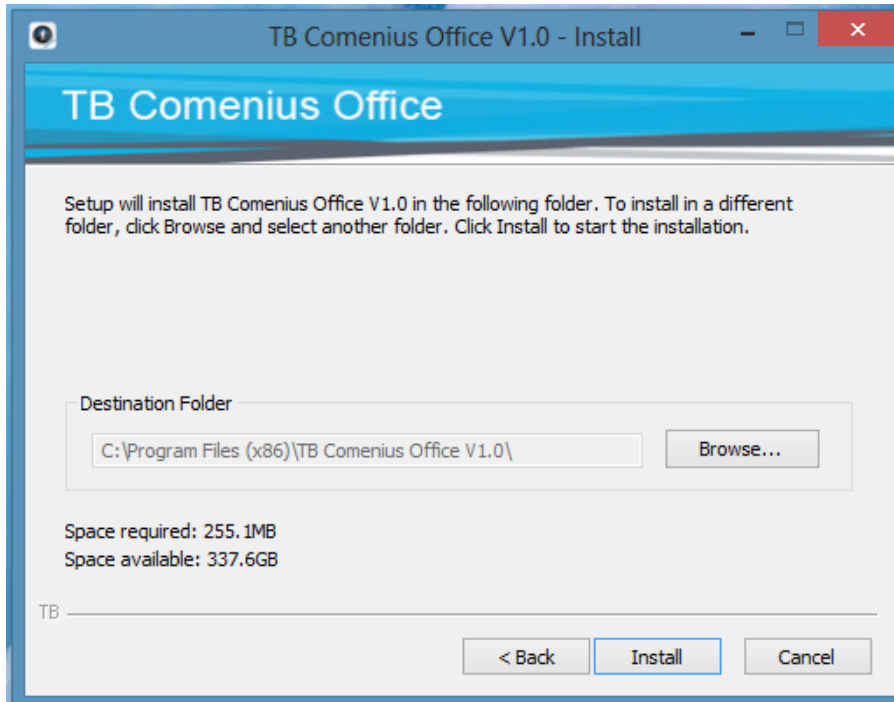 TB Comenius Office V1.0 - Install
TB Comenius Office
Setup will install TB Comenius Office V1.0 in the following folder. To install in a different
folder, click Browse and select another folder. Click Install to start the installation.
Destination Folder
C:\Program Files (x86)\TB Comenius Office V1.0\
Browse...
Space required: 255.1MB
Space available: 337.6GB
TB
< Back
Install
Cancel